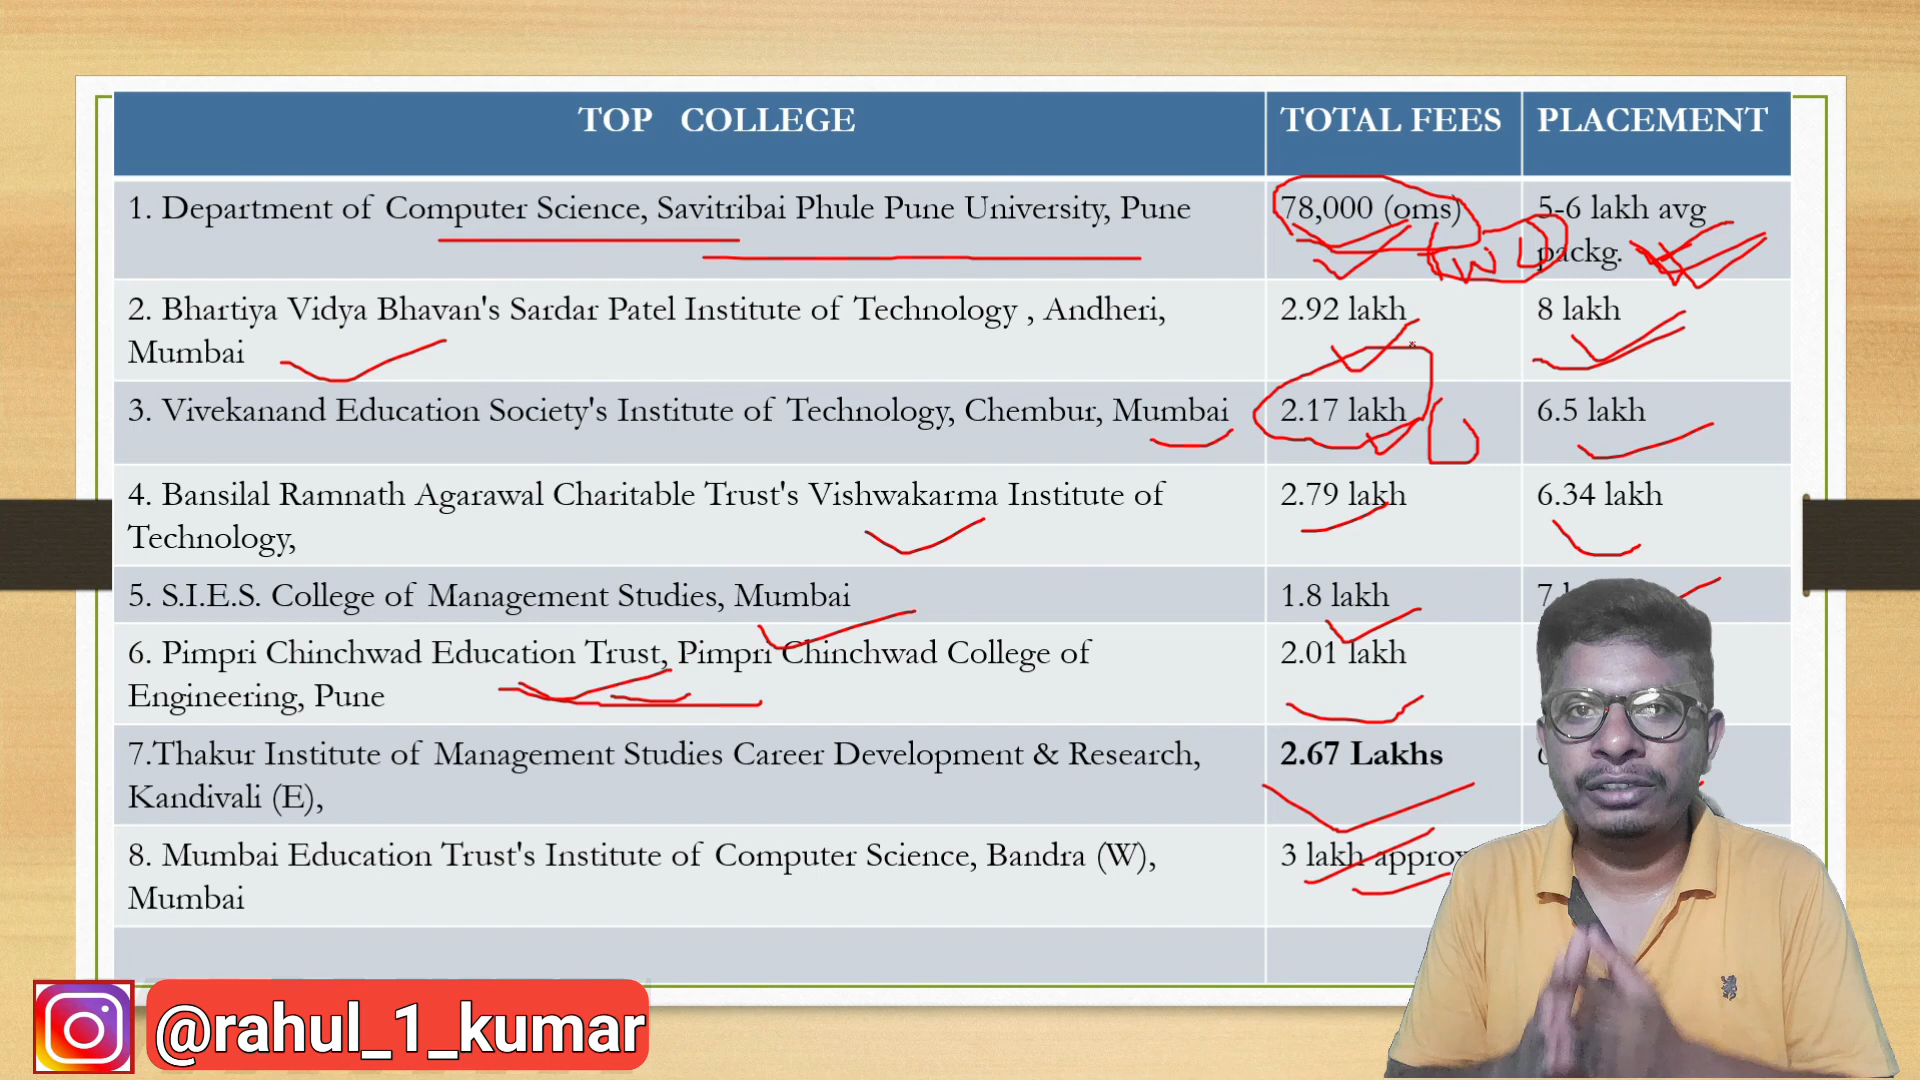 TOP COLLEGE TOTAL FEES PLACEMENT
1. Department of Computer Science, Savitribai Phule Pune University, Pune 78,000 (oms) 5-6 lakh avg
packg.
2. Bhartiya Vidya Bhavan's Sardar Patel Institute of Technology , Andheri, 2.92 lakh 8 lakh
Mumbai
3. Vivekanand Education Society's Institute of Technology, Chembur, Mumbai 2.17 lakh 6.5 lakh
4. Bansilal Ramnath Agarawal Charitable Trust's Vishwakarma Institute of 2.79 lakh 6.34 lakh
Technology,
5. S.I.E.S. College of Management Studies, Mumbai 1.8 lakh 7
6. Pimpri Chinchwad Education Trust, Pimpri Chinchwad College of 2.01 lakh
Engineering, Pune
7.Thakur Institute of Management Studies Career Development & Research, 2.67 Lakhs
Kandivali (E),
8. Mumbai Education Trust's Institute of Computer Science, Bandra (W), 3 lakh approx
Mumbai
@rahul_1_kumar